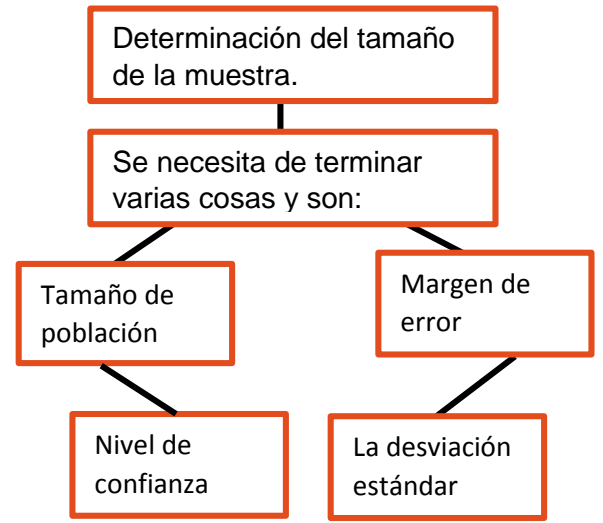 Determinación del tamaño
de la muestra.
Se necesita de terminar
varias cosas y son:
Tamaño de
población
Margen de
error
Nivel de
confianza
La desviación
estándar